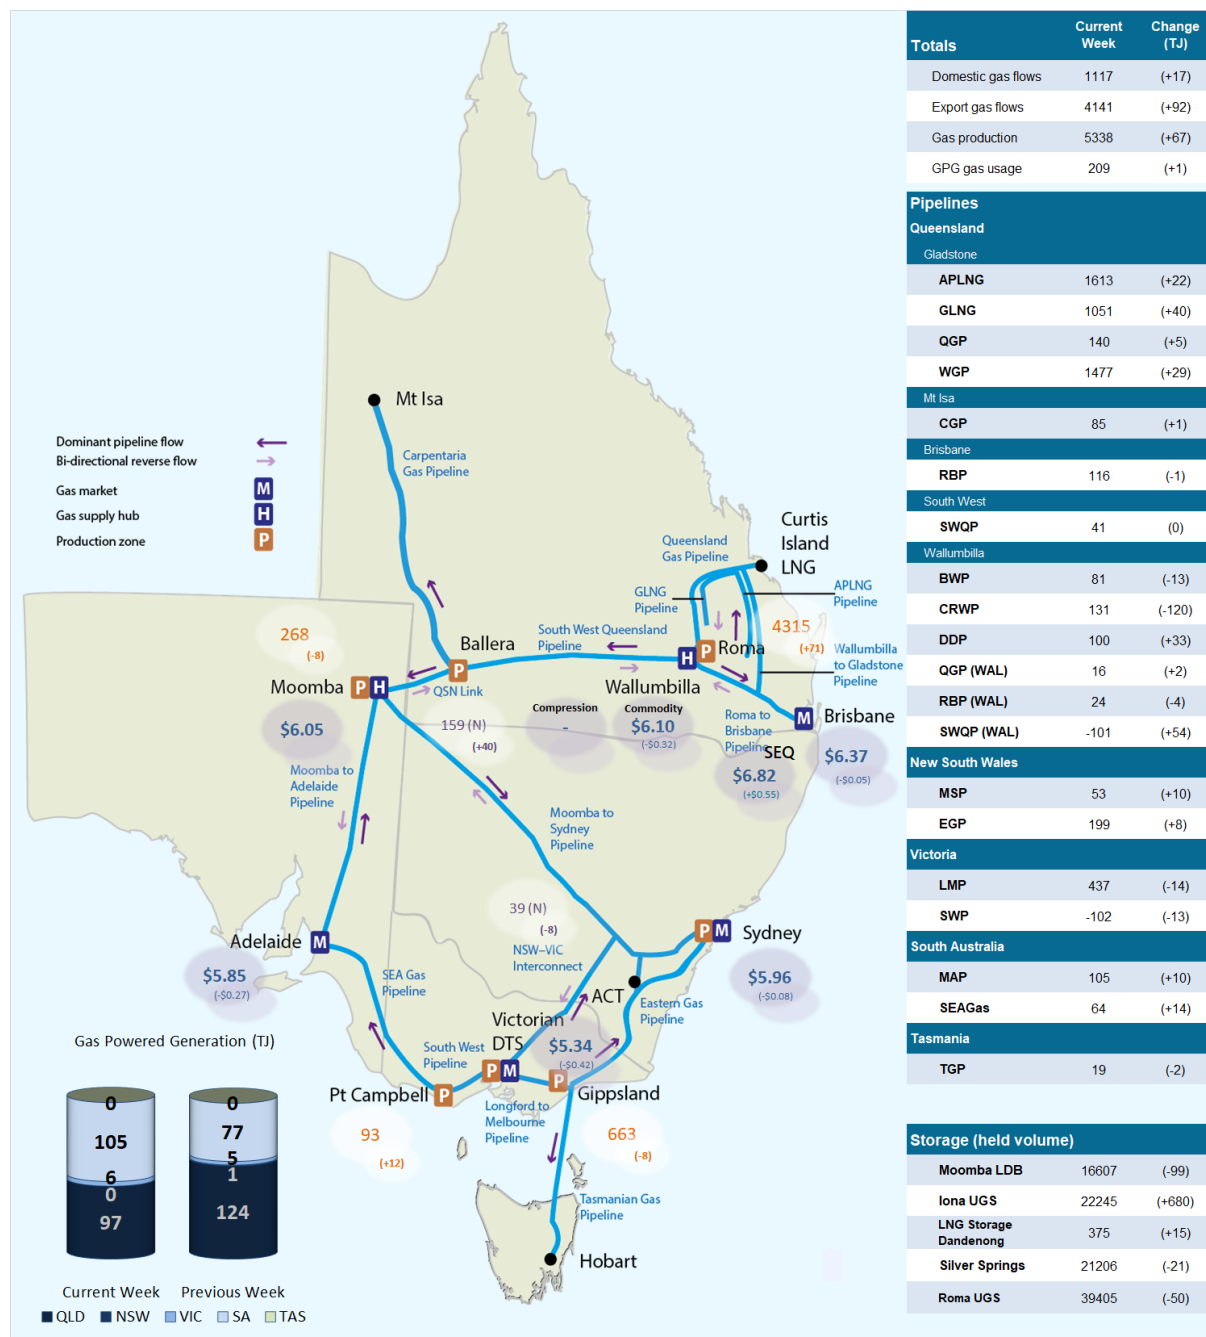 Mt Isa
Dominant pipeline flow
Bi-directional reverse flow
Gas market M
Gas supply hub H
Production zone P
Carpentaria
Gas Pipeline
Curtis
Island
LNG
Queensland
Gas Pipeline
GLNG
Pipeline
APLNG
Pipeline
4315
(+71)
268
(-8)
Ballera
P
South West Queensland
Pipeline
H P Roma
Wallumbilla
to Gladstone
Pipeline
Moomba P H
QSN Link
Wallumbilla
$6.05
159 (N)
(+40)
Compression
-
Commodity
$6.10
(-$0.32)
Roma to
Brisbane
Pipeline
M Brisbane
SEQ
$6.82
(+$0.55)
$6.37
(-$0.05)
Moomba to
Adelaide
Pipeline
Moomba to
Sydney
Pipeline
39 (N)
(-8)
NSW–VIC
Interconnect
Adelaide M
P M Sydney
$5.85
(-$0.27)
SEA Gas
Pipeline
ACT
Eastern Gas
Pipeline
$5.96
(-$0.08)
Victorian
DTS
$5.34
(-$0.42)
South West
Pipeline
P M
P
Gippsland
Pt Campbell P
Longford to
Melbourne
Pipeline
93
(+12)
663
(-8)
Tasmanian Gas
Pipeline
Hobart
Gas Powered Generation (TJ)
0 0
105 77
6 5
0 1
97 124
Current Week Previous Week
QLD NSW VIC SA TAS
Totals Current Week Change (TJ)
Domestic gas flows 1117 (+17)
Export gas flows 4141 (+92)
Gas production 5338 (+67)
GPG gas usage 209 (+1)
Pipelines
Queensland
Gladstone
APLNG 1613 (+22)
GLNG 1051 (+40)
QGP 140 (+5)
WGP 1477 (+29)
Mt Isa
CGP 85 (+1)
Brisbane
RBP 116 (-1)
South West
SWQP 41 (0)
Wallumbilla
BWP 81 (-13)
CRWP 131 (-120)
DDP 100 (+33)
QGP (WAL) 16 (+2)
RBP (WAL) 24 (-4)
SWQP (WAL) -101 (+54)
New South Wales
MSP 53 (+10)
EGP 199 (+8)
Victoria
LMP 437 (-14)
SWP -102 (-13)
South Australia
MAP 105 (+10)
SEAGas 64 (+14)
Tasmania
TGP 19 (-2)
Storage (held volume)
Moomba LDB 16607 (-99)
Iona UGS 22245 (+680)
LNG Storage
Dandenong 375 (+15)
Silver Springs 21206 (-21)
Roma UGS 39405 (-50)